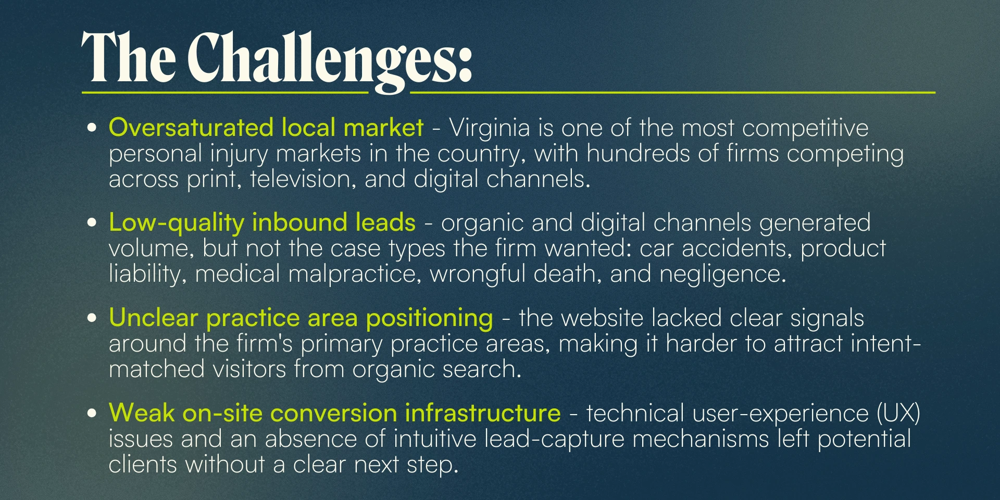 The Challenges:
• Oversaturated local market - Virginia is one of the most competitive
personal injury markets in the country, with hundreds of firms competing
across print, television, and digital channels.
• Low-quality inbound leads - organic and digital channels generated
volume, but not the case types the firm wanted: car accidents, product
liability, medical malpractice, wrongful death, and negligence.
• Unclear practice area positioning - the website lacked clear signals
around the firm's primary practice areas, making it harder to attract intent-
matched visitors from organic search.
• Weak on-site conversion infrastructure - technical user-experience (UX)
issues and an absence of intuitive lead-capture mechanisms left potential
clients without a clear next step.